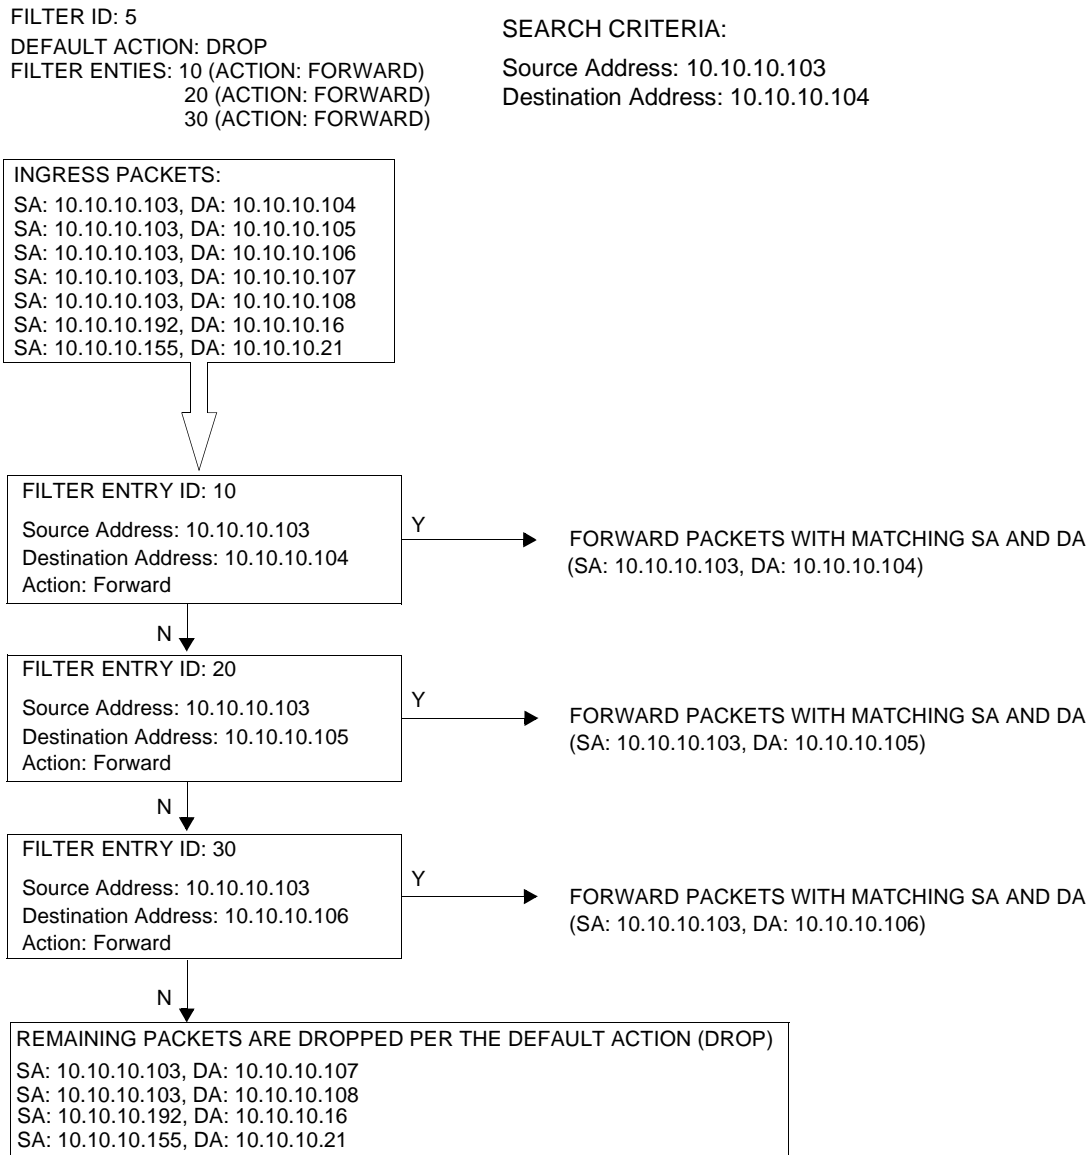 FILTER ID: 5
DEFAULT ACTION: DROP
FILTER ENTIES: 10 (ACTION: FORWARD)
20 (ACTION: FORWARD)
30 (ACTION: FORWARD)
SEARCH CRITERIA:
Source Address: 10.10.10.103
Destination Address: 10.10.10.104
INGRESS PACKETS:
SA: 10.10.10.103, DA: 10.10.10.104
SA: 10.10.10.103, DA: 10.10.10.105
SA: 10.10.10.103, DA: 10.10.10.106
SA: 10.10.10.103, DA: 10.10.10.107
SA: 10.10.10.103, DA: 10.10.10.108
SA: 10.10.10.192, DA: 10.10.10.16
SA: 10.10.10.155, DA: 10.10.10.21
FILTER ENTRY ID: 10
Source Address: 10.10.10.103
Destination Address: 10.10.10.104
Action: Forward
Y
FORWARD PACKETS WITH MATCHING SA AND DA
(SA: 10.10.10.103, DA: 10.10.10.104)
N
FILTER ENTRY ID: 20
Source Address: 10.10.10.103
Destination Address: 10.10.10.105
Action: Forward
Y
FORWARD PACKETS WITH MATCHING SA AND DA
(SA: 10.10.10.103, DA: 10.10.10.105)
N
FILTER ENTRY ID: 30
Source Address: 10.10.10.103
Destination Address: 10.10.10.106
Action: Forward
Y
FORWARD PACKETS WITH MATCHING SA AND DA
(SA: 10.10.10.103, DA: 10.10.10.106)
N
REMAINING PACKETS ARE DROPPED PER THE DEFAULT ACTION (DROP)
SA: 10.10.10.103, DA: 10.10.10.107
SA: 10.10.10.103, DA: 10.10.10.108
SA: 10.10.10.192, DA: 10.10.10.16
SA: 10.10.10.155, DA: 10.10.10.21